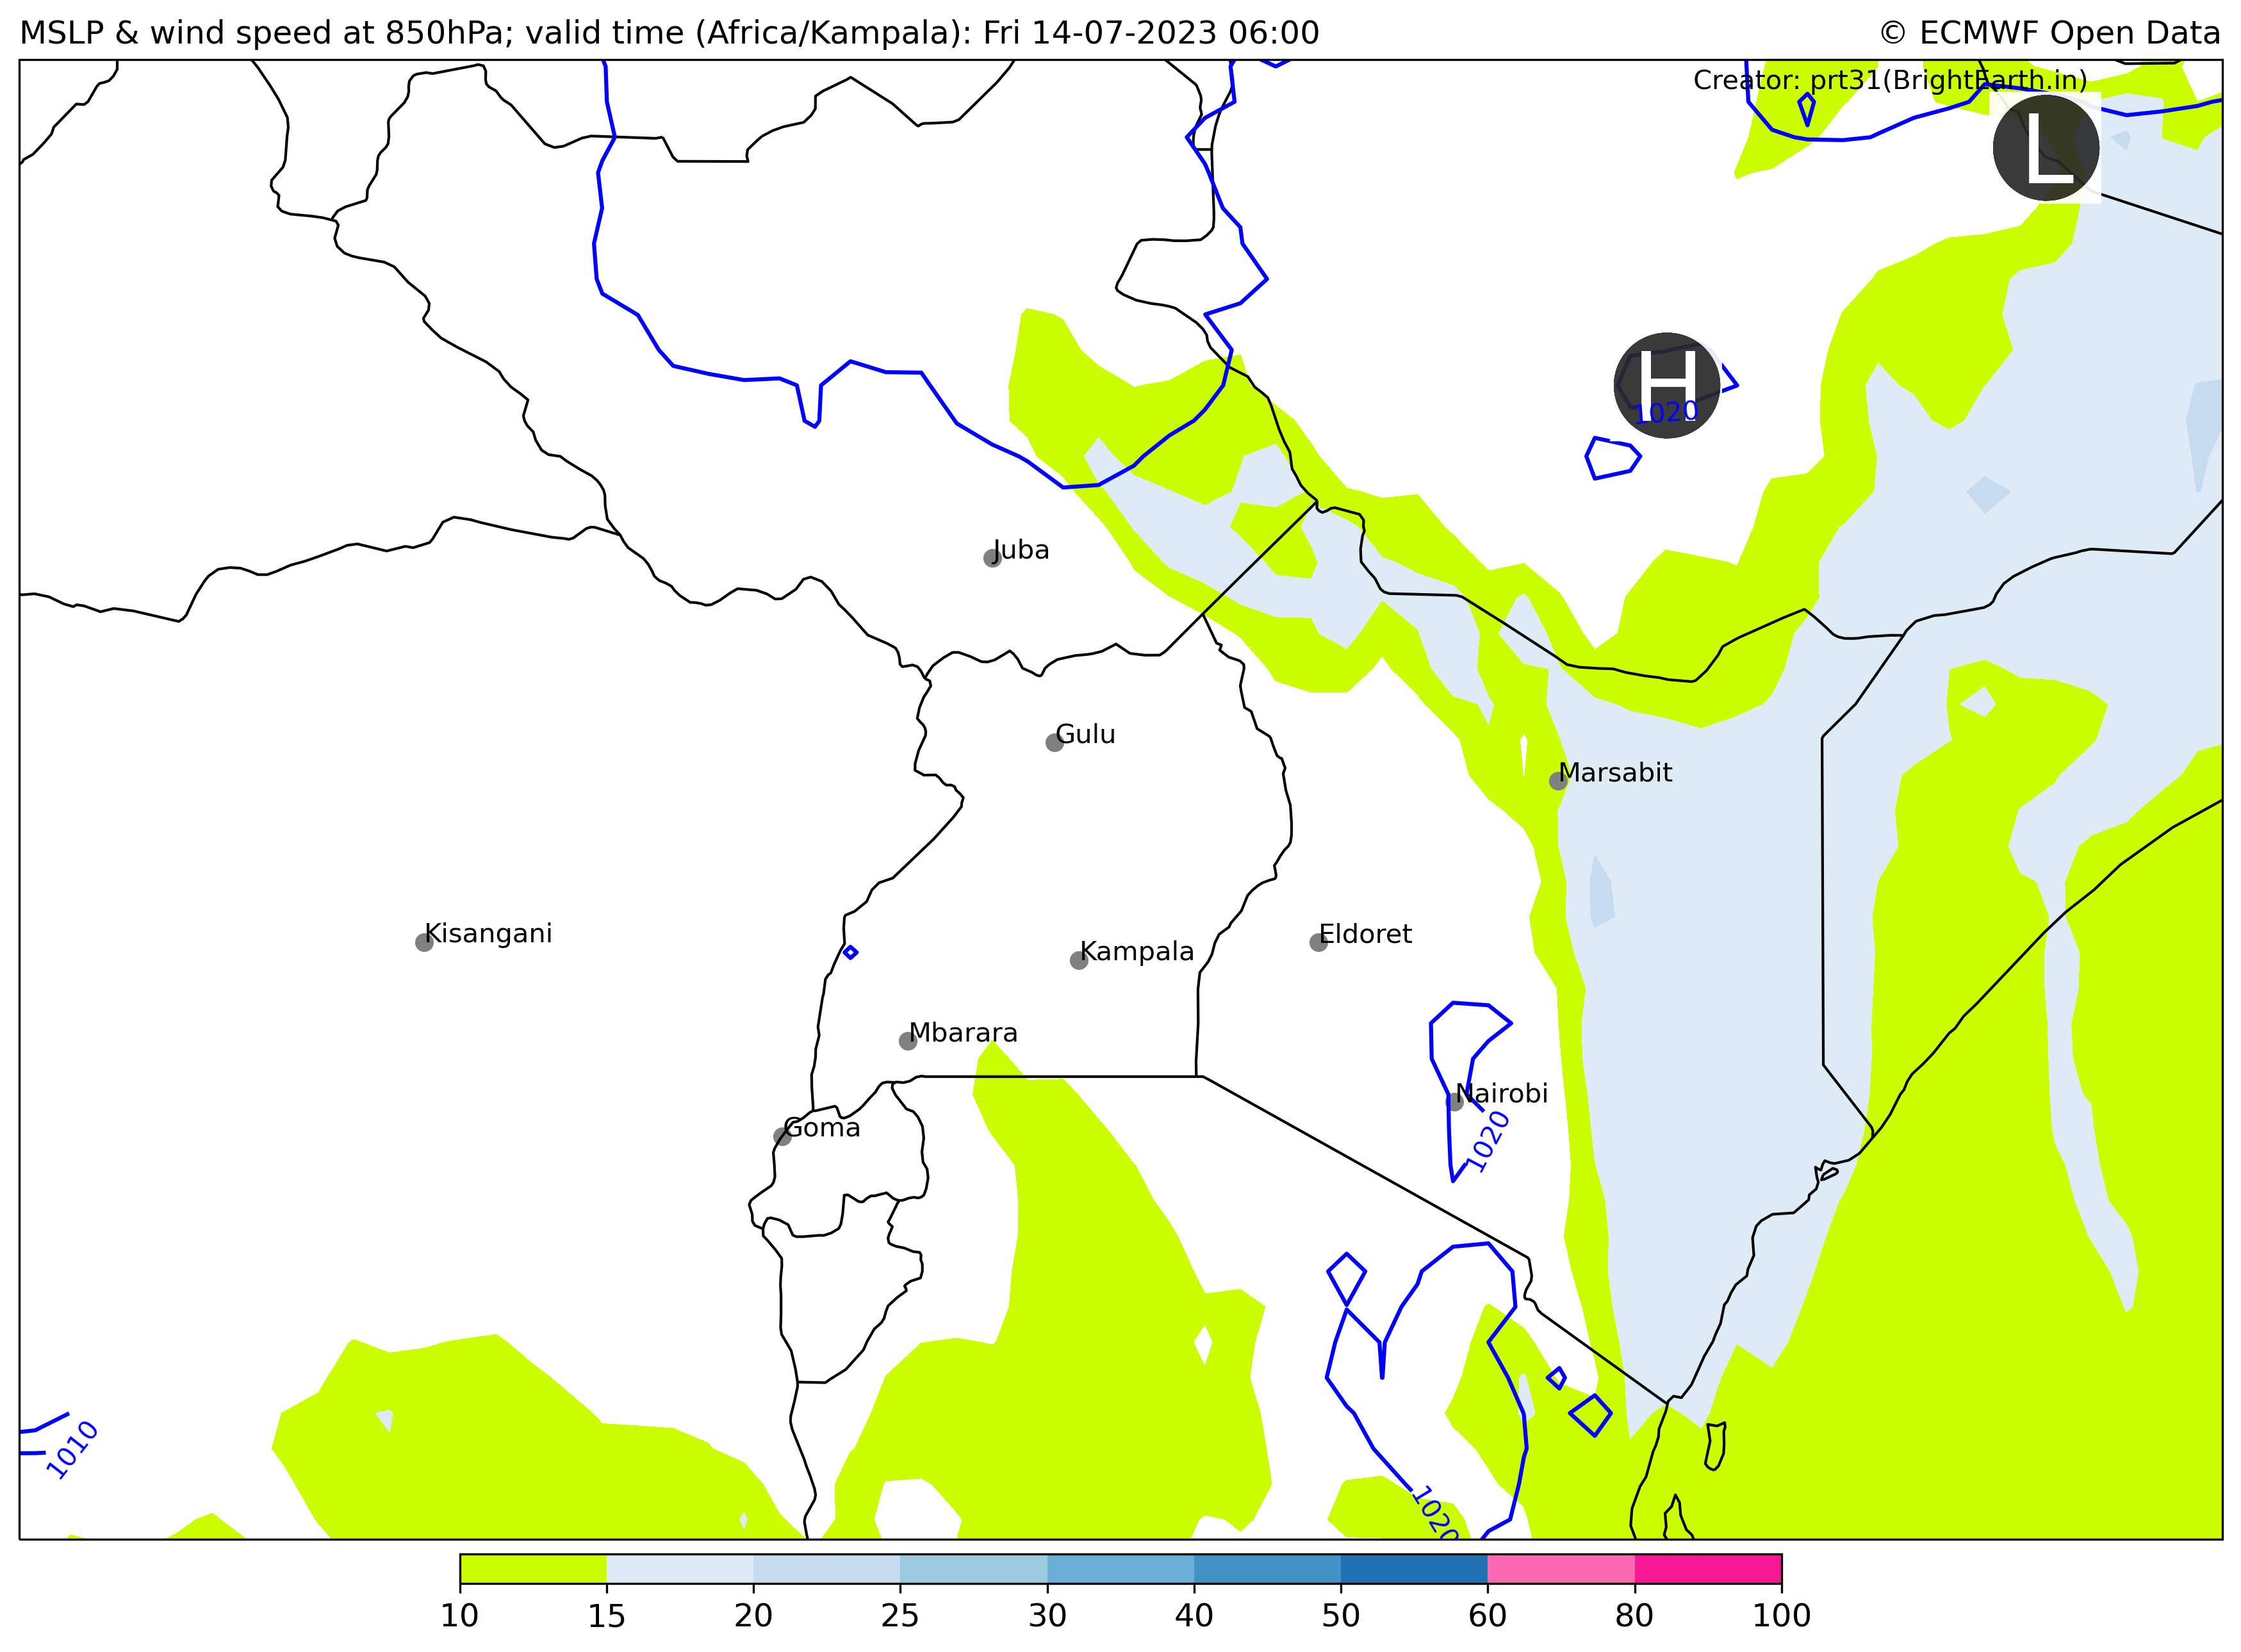 MSLP & wind speed at 850hPa; valid time (Africa/Kampala): Fri 14-07-2023 06:00
© ECMWF Open Data
Creator: prt31(BrightEarth.in)
L
H
1020
Juba
Gulu
Marsabit
Kisangani
Eldoret
Kampala
Mbarara
Nairobi
Goma
1020
1010
1020
10 15 20 25 30 40 50 60 80 100